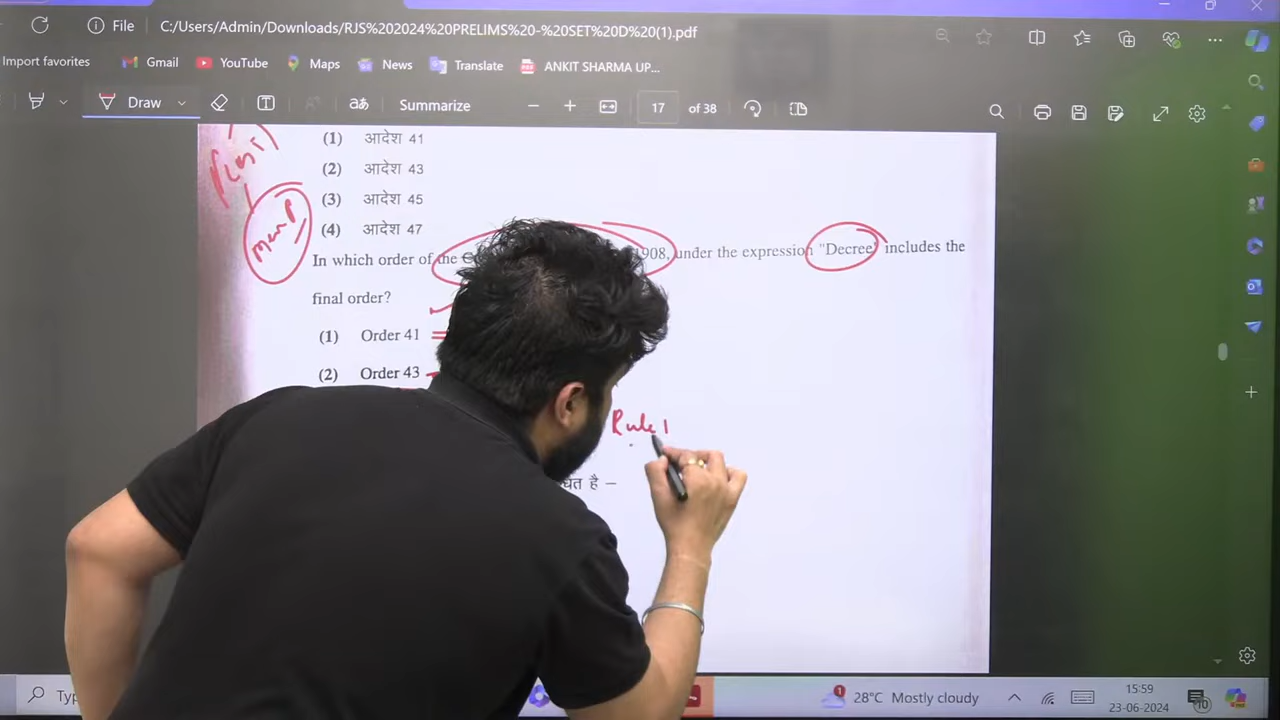 File C:/Users/Admin/Downloads/RJS%202024%20PRELIMS%20-%20SET%20D%20(1).pdf
Import favorites Gmail YouTube Maps News Translate ANKIT SHARMA UP...
Draw T aあ Summarize 17 of 38
(1) आदेश 41
(2) आदेश 43
(3) आदेश 45
(4) आदेश 47
In which order of the 1908, under the expression "Decree" includes the
final order?
(1) Order 41
(2) Order 43
Rule 1
है –
28°C Mostly cloudy 15:59
23-06-2024